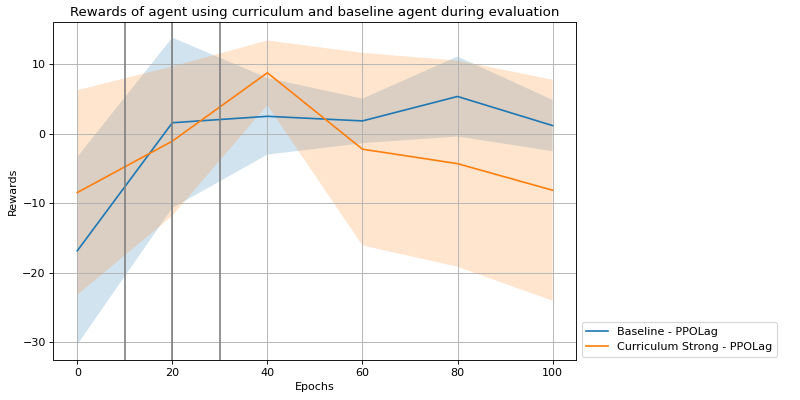 Rewards of agent using curriculum and baseline agent during evaluation
10
0
−10
−20
−30
Rewards
0 20 40 60 80 100
Epochs
Baseline - PPOLag
Curriculum Strong - PPOLag